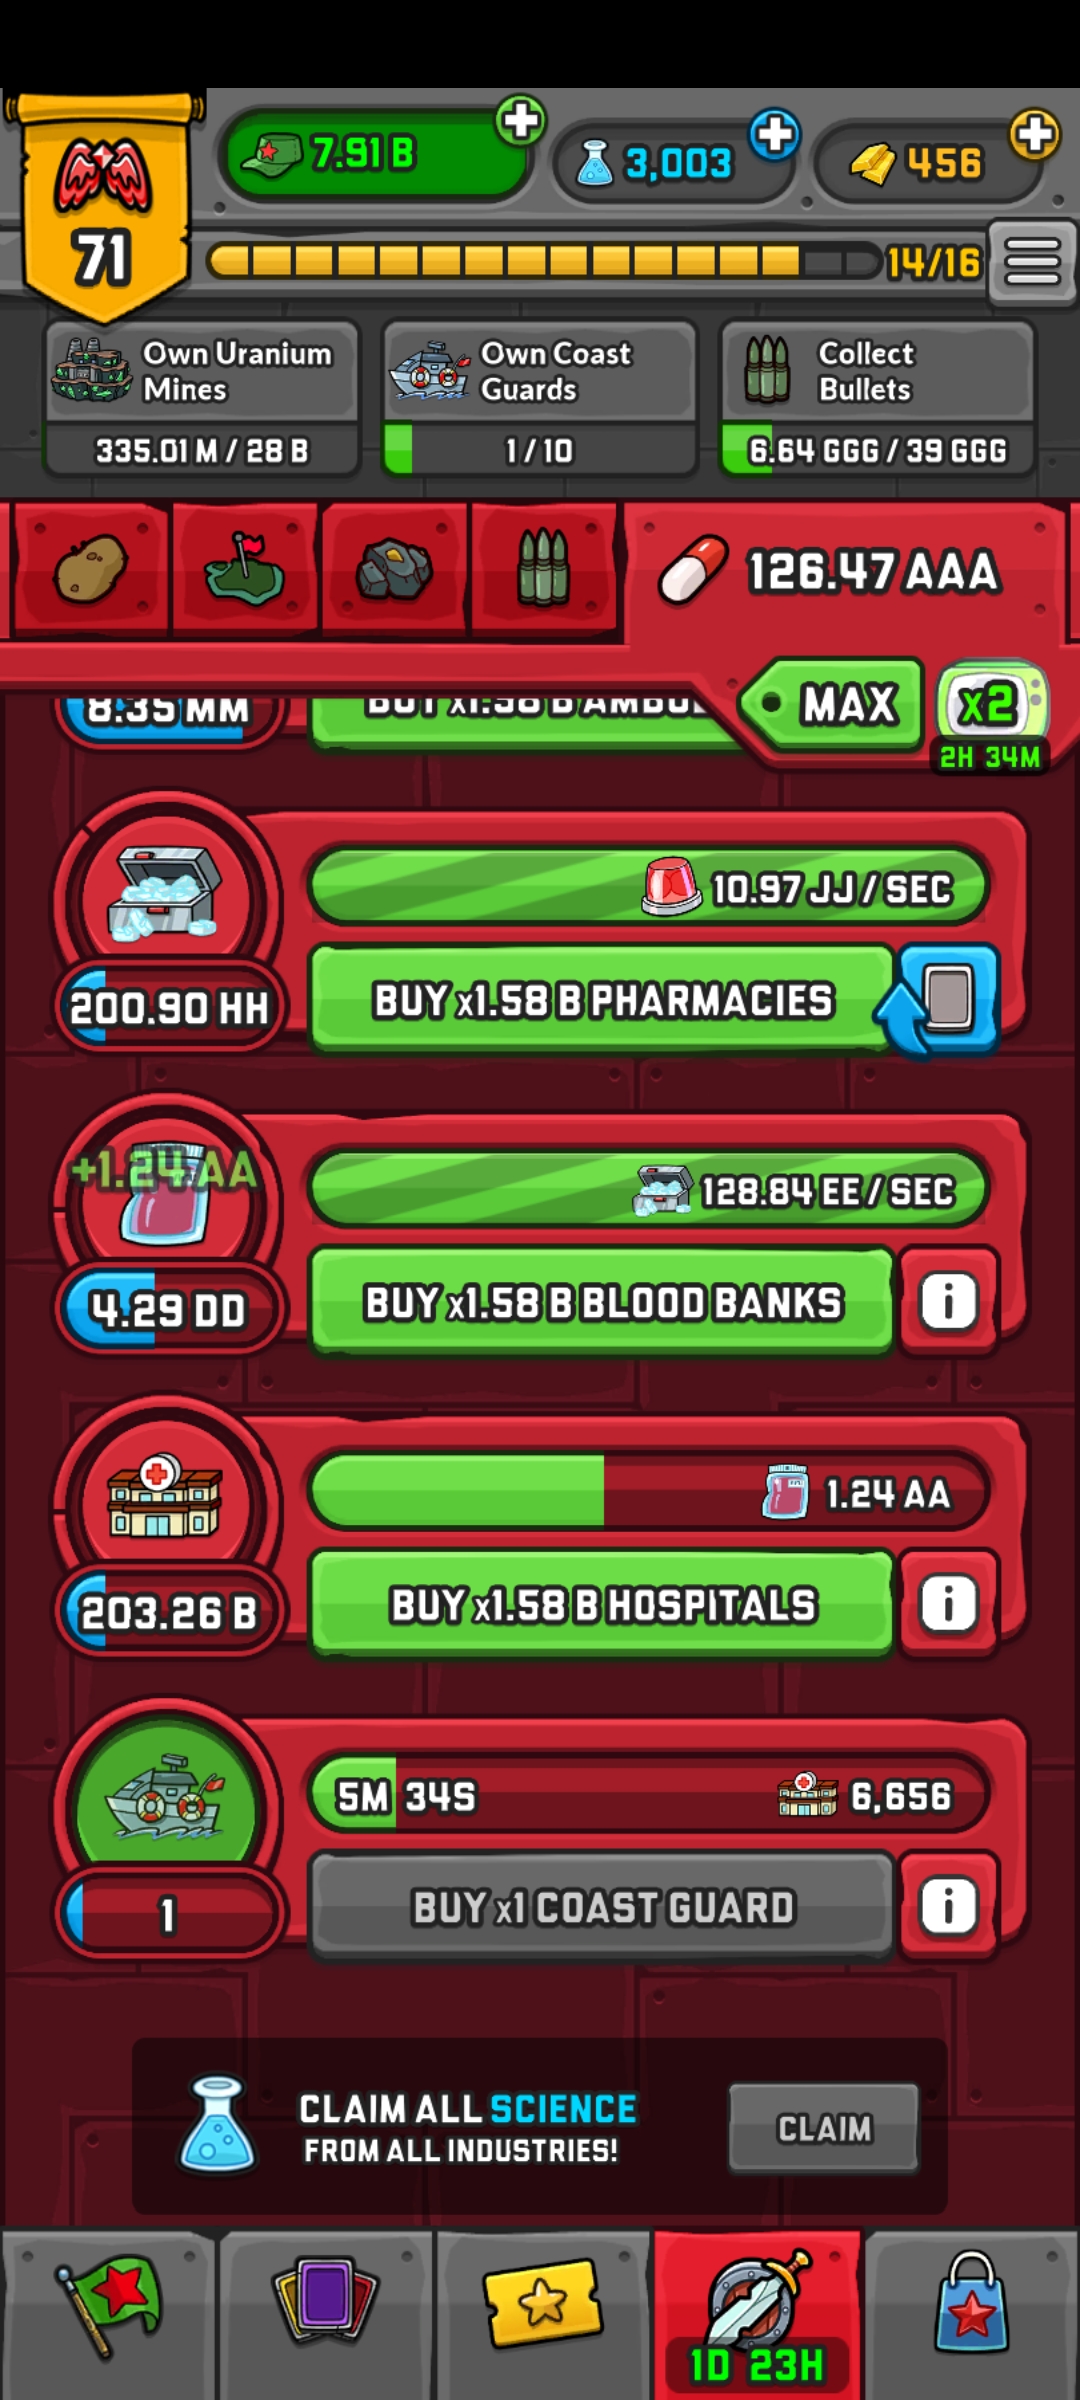 7.91 B
3,003
456
71
14/16
Own Uranium
Mines
335.01 M / 28 B
Own Coast
Guards
1 / 10
Collect
Bullets
6.64 GGG / 39 GGG
126.47 AAA
MAX
x2
2H 34M
8.35 MM
BUY x1.58 B
10.97 JJ / SEC
200.90 HH
BUY x1.58 B PHARMACIES
+1.24 AA
128.84 EE / SEC
4.29 DD
BUY x1.58 B BLOOD BANKS
i
1.24 AA
203.26 B
BUY x1.58 B HOSPITALS
i
5M 34S
6,656
1
BUY x1 COAST GUARD
i
CLAIM ALL SCIENCE
FROM ALL INDUSTRIES!
CLAIM
1D 23H